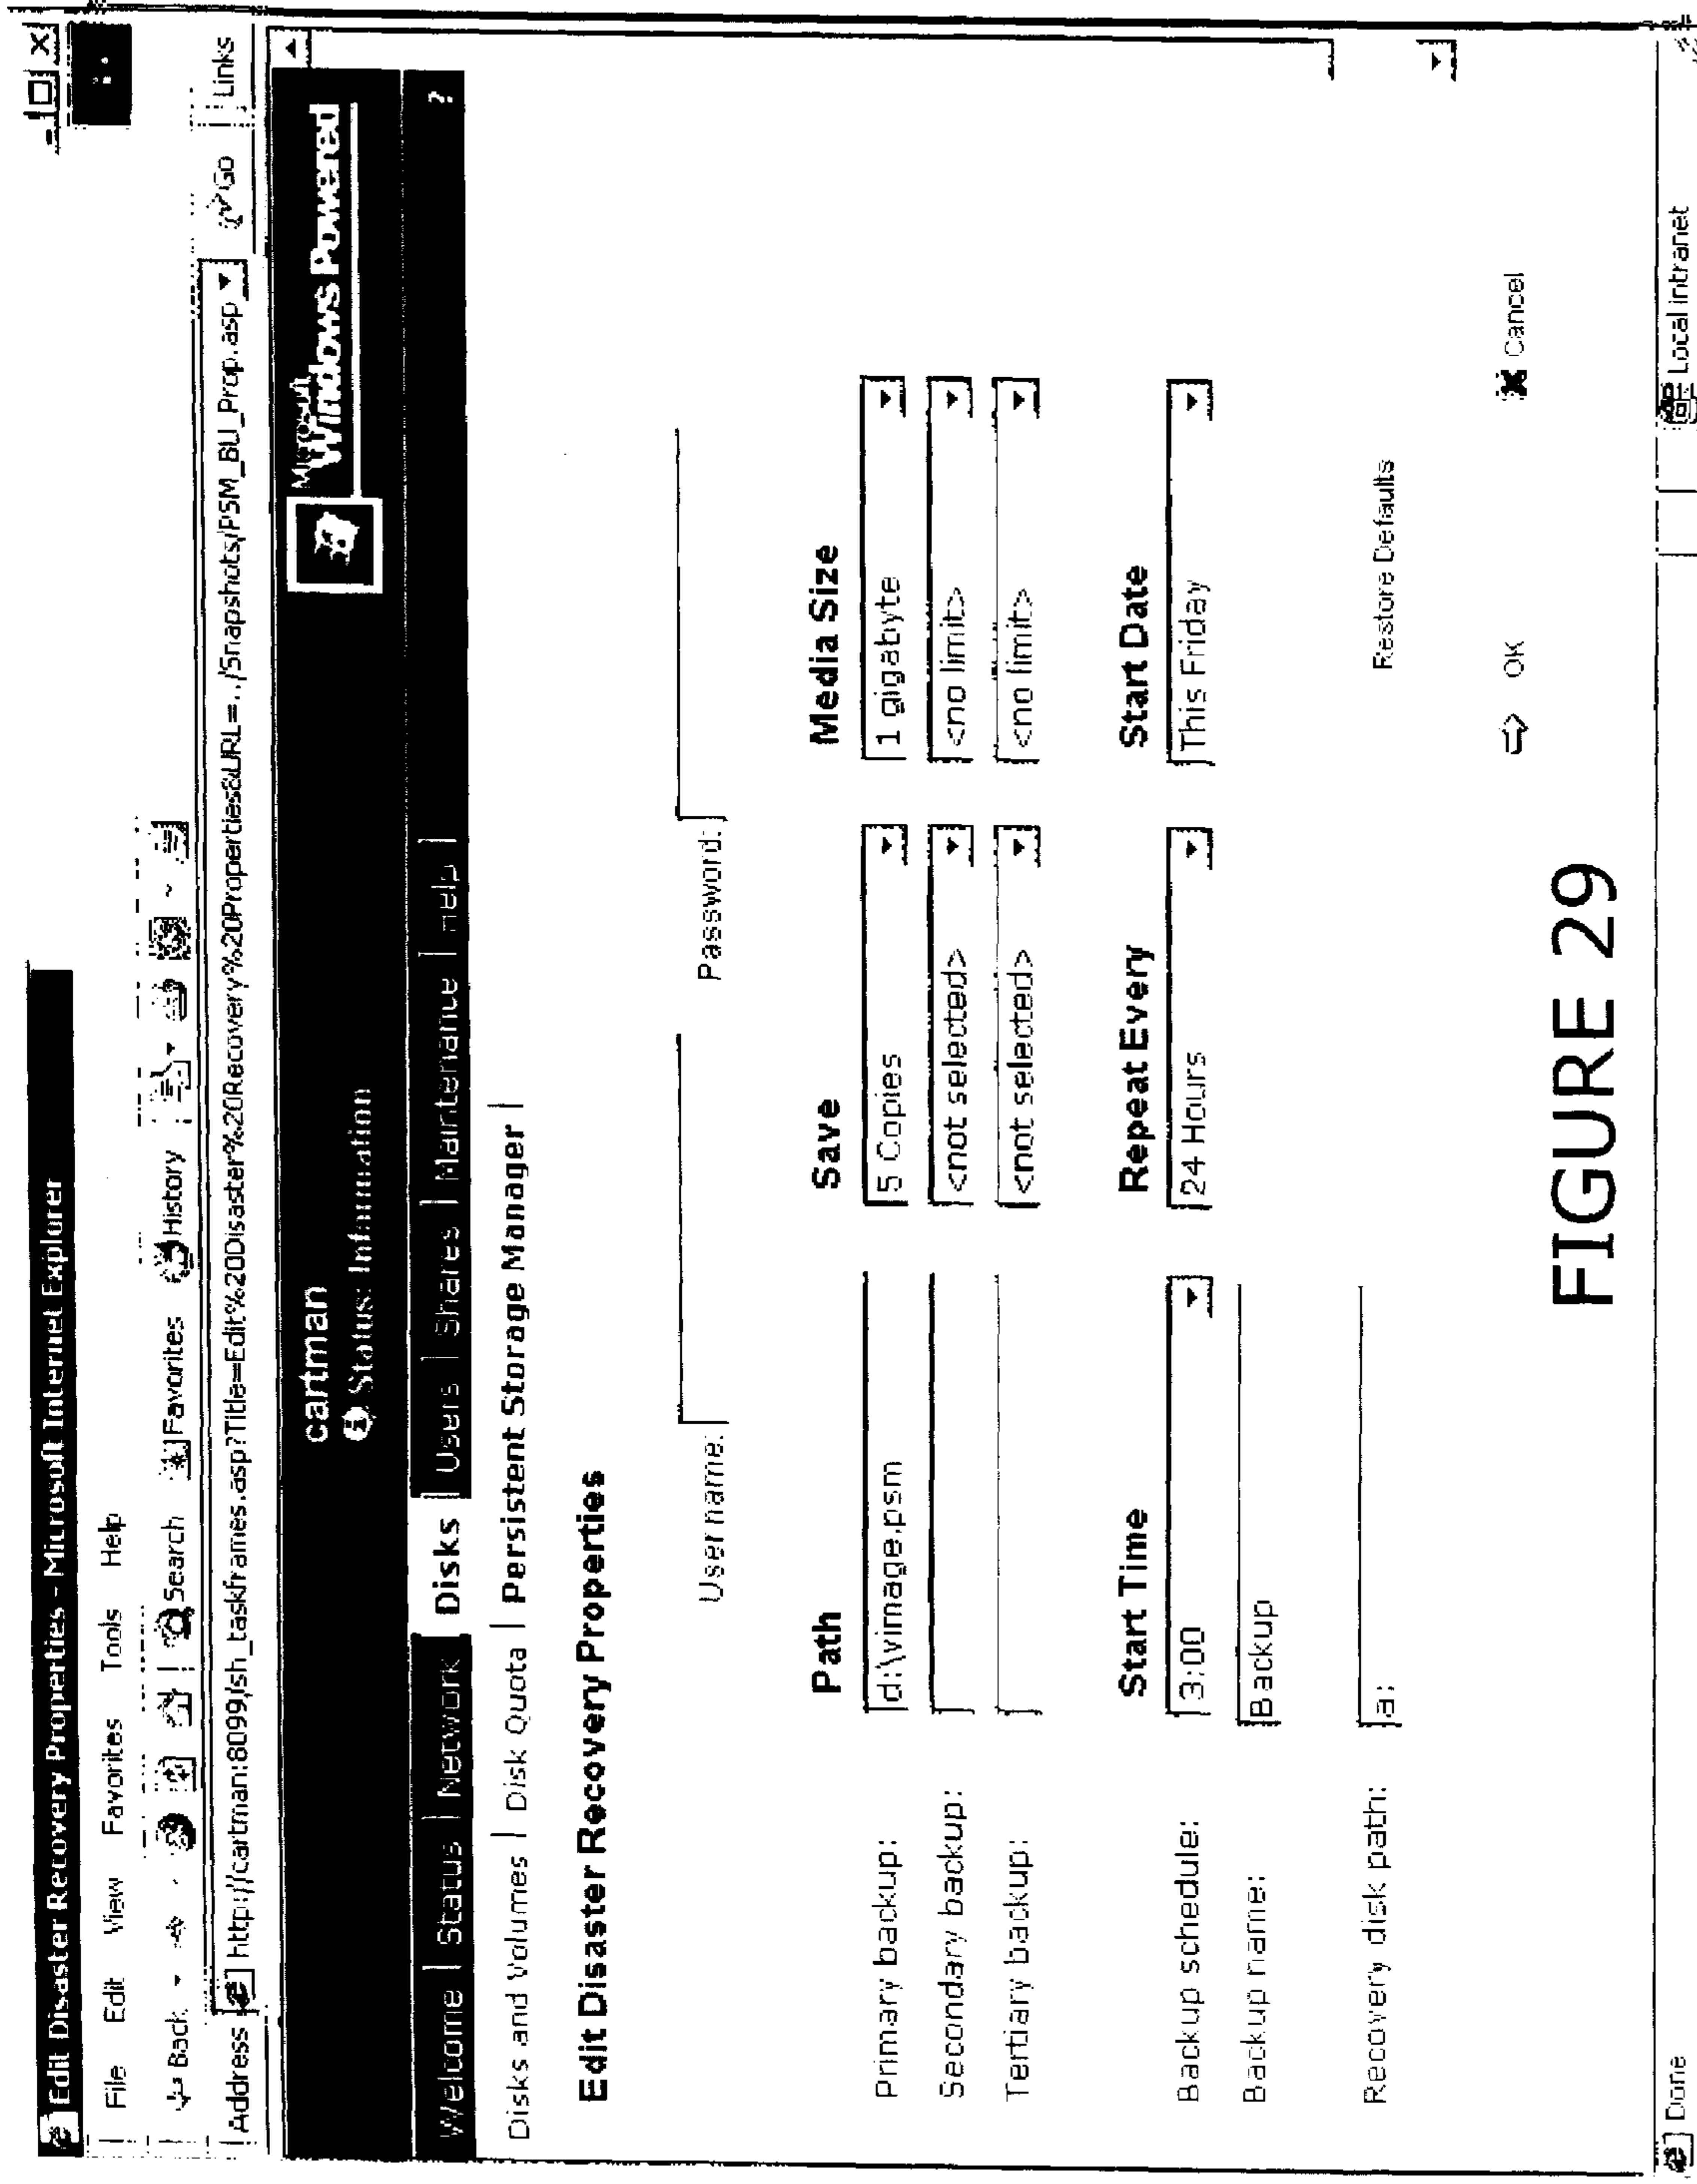 Edit Disaster Recovery Properties - Microsoft Internet Explorer
File Edit View Favorites Tools Help
Back Search Favorites History
Address http://cartman:8099/sh_taskframes.asp?Title=Edit%20Disaster%20Recovery%20Properties&URL=../Snapshots/PSM_BU_Prop.asp Go Links
cartman
Status: Information
Microsoft
Windows Powered
Welcome | Status | Network | Disks | Users | Shares | Maintenance | Help | ?
Disks and Volumes | Disk Quota | Persistent Storage Manager |
Edit Disaster Recovery Properties
Username: Password:
Path Save Media Size
Primary backup: d:\vimage.psm 5 Copies 1 gigabyte
Secondary backup: <not selected> <no limit>
Tertiary backup: <not selected> <no limit>
Start Time Repeat Every Start Date
Backup schedule: 3:00 24 Hours This Friday
Backup name: Backup
Recovery disk path: a: Restore Defaults
OK Cancel
FIGURE 29
Done Local intranet